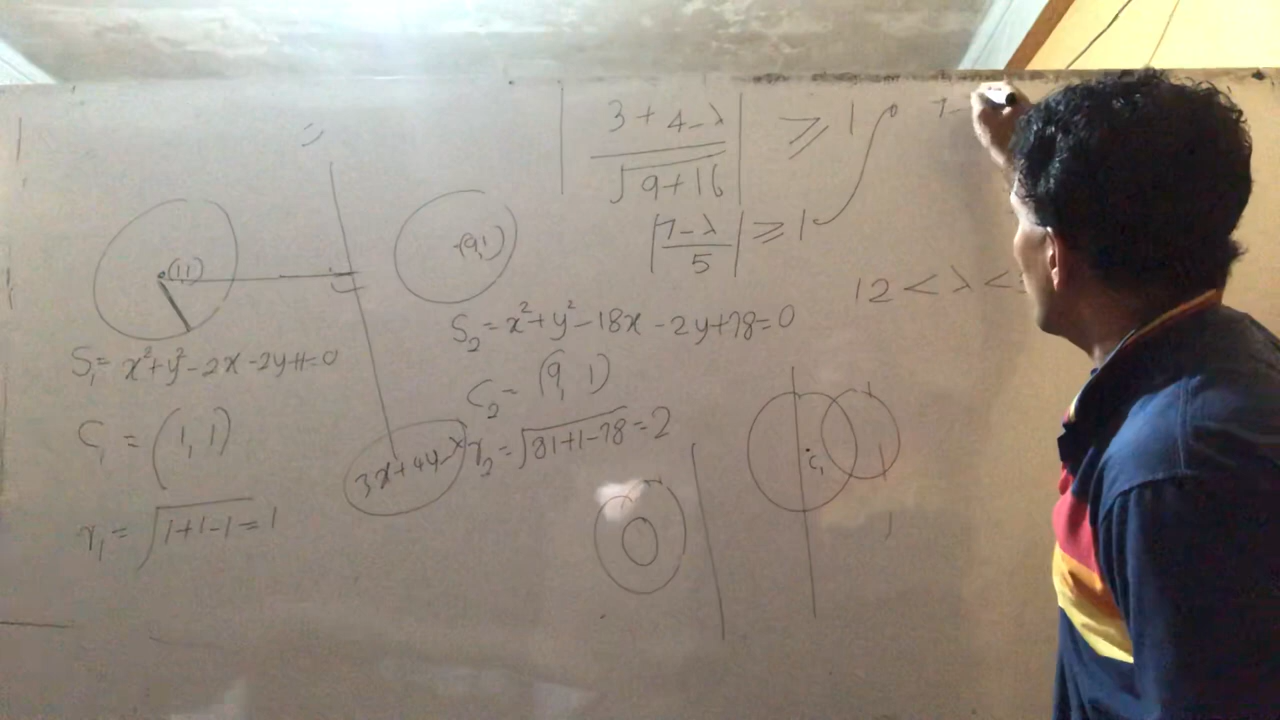 | (3 + 4 - λ) / √(9+16) | ⩾ 1
7 -
| (7 - λ) / 5 | ⩾ 1
12 < λ <
(1,1)
(9,1)
S₁ = x² + y² - 2x - 2y + 1 = 0
C₁ = (1, 1)
r₁ = √(1+1-1) = 1
3x + 4y - λ
S₂ = x² + y² - 18x - 2y + 78 = 0
C₂ = (9, 1)
r₂ = √(81+1-78) = 2
C₁